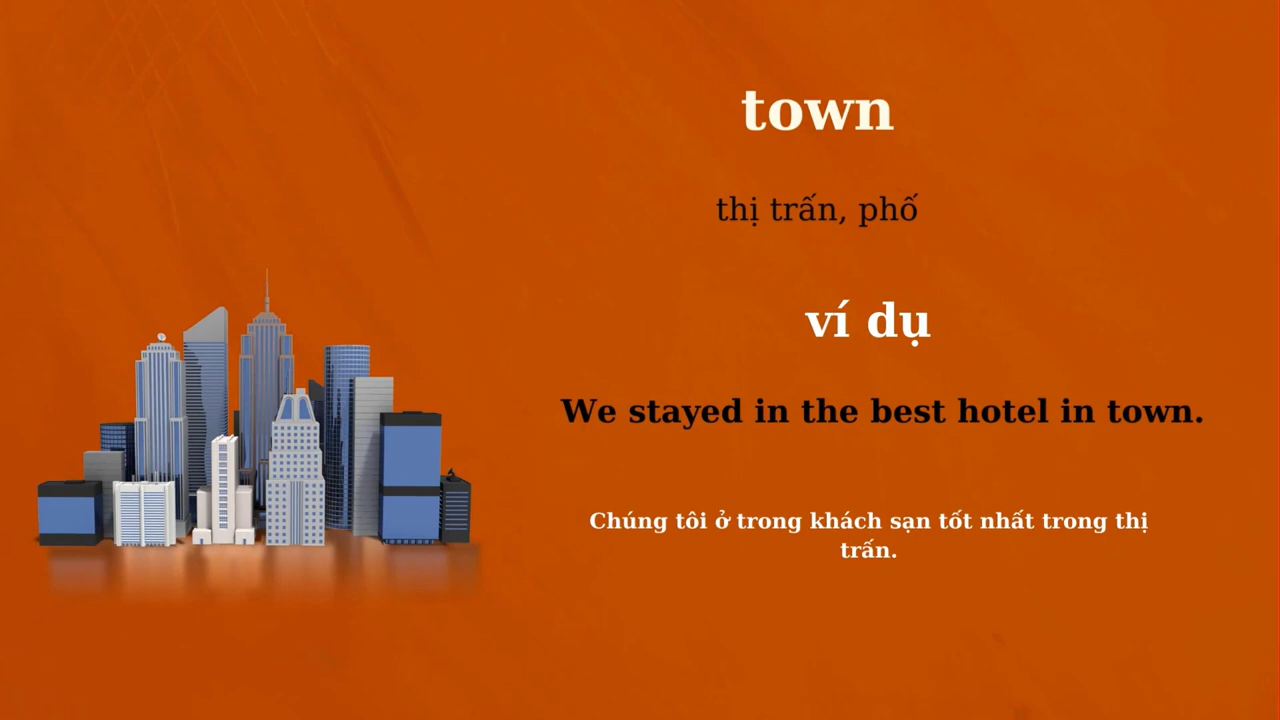 town
thị trấn, phố
ví dụ
We stayed in the best hotel in town.
Chúng tôi ở trong khách sạn tốt nhất trong thị
trấn.